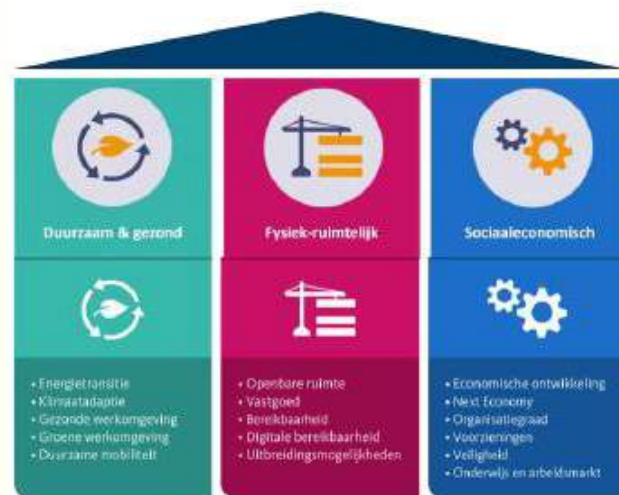 Duurzaam & gezond
Fysiek-ruimtelijk
Sociaaleconomisch
• Energietransitie
• Klimaatadaptie
• Gezonde werkomgeving
• Groene werkomgeving
• Duurzame mobiliteit
• Openbare ruimte
• Vastgoed
• Bereikbaarheid
• Digitale bereikbaarheid
• Uitbreidingsmogelijkheden
• Economische ontwikkeling
• Next Economy
• Organisatiegraad
• Voorzieningen
• Veiligheid
• Onderwijs en arbeidsmarkt